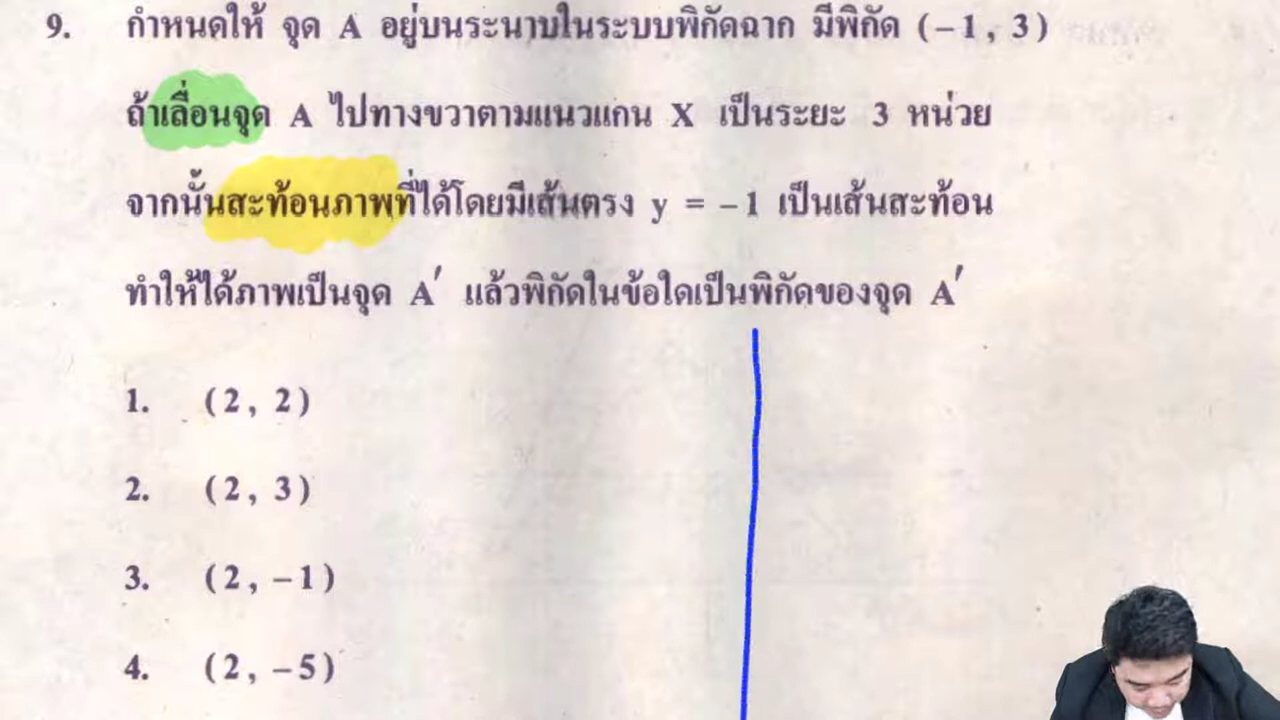 9. กำหนดให้ จุด A อยู่บนระนาบในระบบพิกัดฉาก มีพิกัด (-1, 3)
ถ้าเลื่อนจุด A ไปทางขวาตามแนวแกน X เป็นระยะ 3 หน่วย
จากนั้นสะท้อนภาพที่ได้โดยมีเส้นตรง y = -1 เป็นเส้นสะท้อน
ทำให้ได้ภาพเป็นจุด A′ แล้วพิกัดในข้อใดเป็นพิกัดของจุด A′
1. (2, 2)
2. (2, 3)
3. (2, -1)
4. (2, -5)